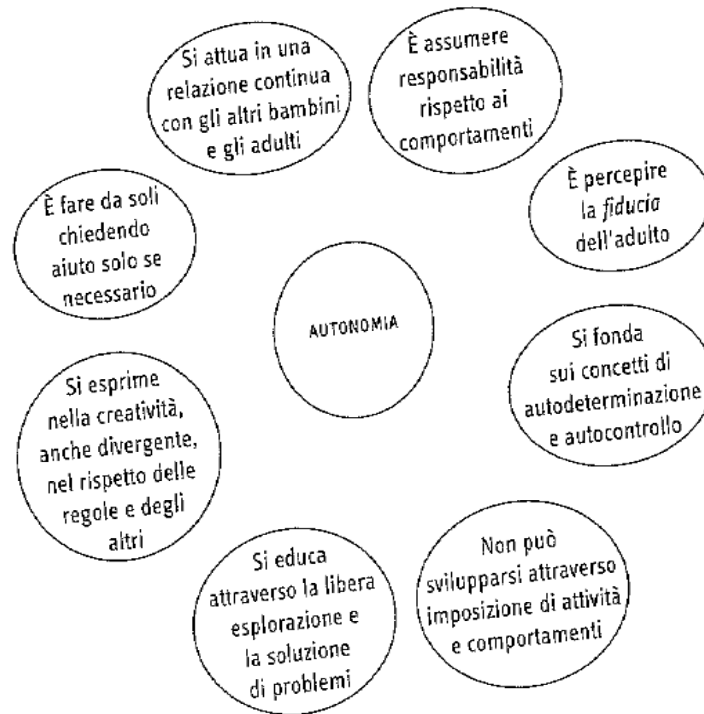 Si attua in una
relazione continua
con gli altri bambini
e gli adulti
È assumere
responsabilità
rispetto ai
comportamenti
È percepire
la fiducia
dell'adulto
È fare da soli
chiedendo
aiuto solo se
necessario
AUTONOMIA
Si fonda
sui concetti di
autodeterminazione
e autocontrollo
Si esprime
nella creatività,
anche divergente,
nel rispetto delle
regole e degli
altri
Si educa
attraverso la libera
esplorazione e
la soluzione
di problemi
Non può
svilupparsi attraverso
imposizione di attività
e comportamenti